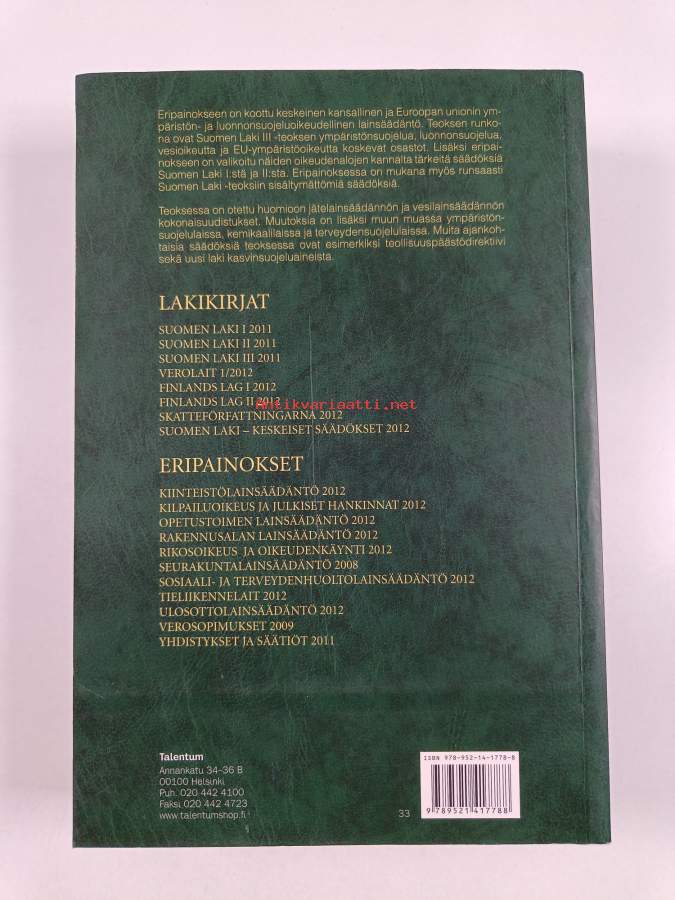 Eripainokseen on koottu keskeinen kansallinen ja Euroopan unionin ym-
päristön- ja luonnonsuojeluoikeudellinen lainsäädäntö. Teoksen runko-
na ovat Suomen Laki III -teoksen ympäristönsuojelua, luonnonsuojelua,
vesioikeutta ja EU-ympäristöoikeutta koskevat osastot. Lisäksi eripai-
nokseen on valikoitu näiden oikeudenalojen kannalta tärkeitä säädöksiä
Suomen Laki I:stä ja II:sta. Eripainoksessa on mukana myös runsaasti
Suomen Laki -teoksiin sisältymättömiä säädöksiä.
Teoksessa on otettu huomioon jätelainsäädännön ja vesilainsäädännön
kokonaisuudistukset. Muutoksia on lisäksi muun muassa ympäristön-
suojelulaissa, kemikaalilaissa ja terveydensuojelulaissa. Muita ajankoh-
taisia säädöksiä teoksessa ovat esimerkiksi teollisuuspäästödirektiivi
sekä uusi laki kasvinsuojeluaineista.
LAKIKIRJAT
SUOMEN LAKI I 2011
SUOMEN LAKI II 2011
SUOMEN LAKI III 2011
VEROLAIT 1/2012
FINLANDS LAG I 2012
FINLANDS LAG II 2012
Antikvariaatti.net
SKATTEFÖRFATTNINGARNA 2012
SUOMEN LAKI – KESKEISET SÄÄDÖKSET 2012
ERIPAINOKSET
KIINTEISTÖLAINSÄÄDÄNTÖ 2012
KILPAILUOIKEUS JA JULKISET HANKINNAT 2012
OPETUSTOIMEN LAINSÄÄDÄNTÖ 2012
RAKENNUSALAN LAINSÄÄDÄNTÖ 2012
RIKOSOIKEUS JA OIKEUDENKÄYNTI 2012
SEURAKUNTALAINSÄÄDÄNTÖ 2008
SOSIAALI- JA TERVEYDENHUOLTOLAINSÄÄDÄNTÖ 2012
TIELIIKENNELAIT 2012
ULOSOTTOLAINSÄÄDÄNTÖ 2012
VEROSOPIMUKSET 2009
YHDISTYKSET JA SÄÄTIÖT 2011
Talentum
Annankatu 34–36 B
00100 Helsinki
Puh. 020 442 4100
Faksi 020 442 4723
www.talentumshop.fi
33
ISBN 978-952-14-1778-8
9 789521 417788